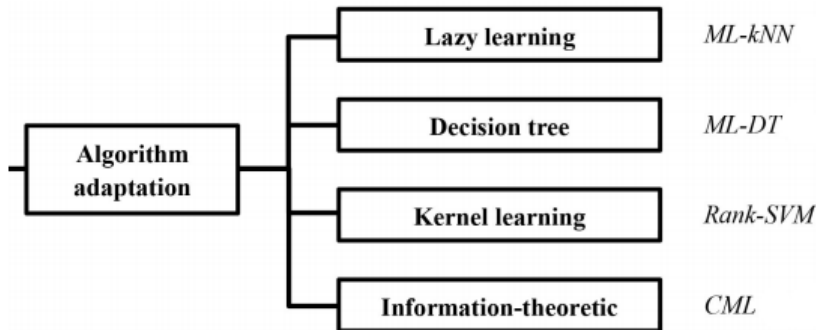 Lazy learning ML-kNN
Decision tree ML-DT
Algorithm
adaptation
Kernel learning Rank-SVM
Information-theoretic CML